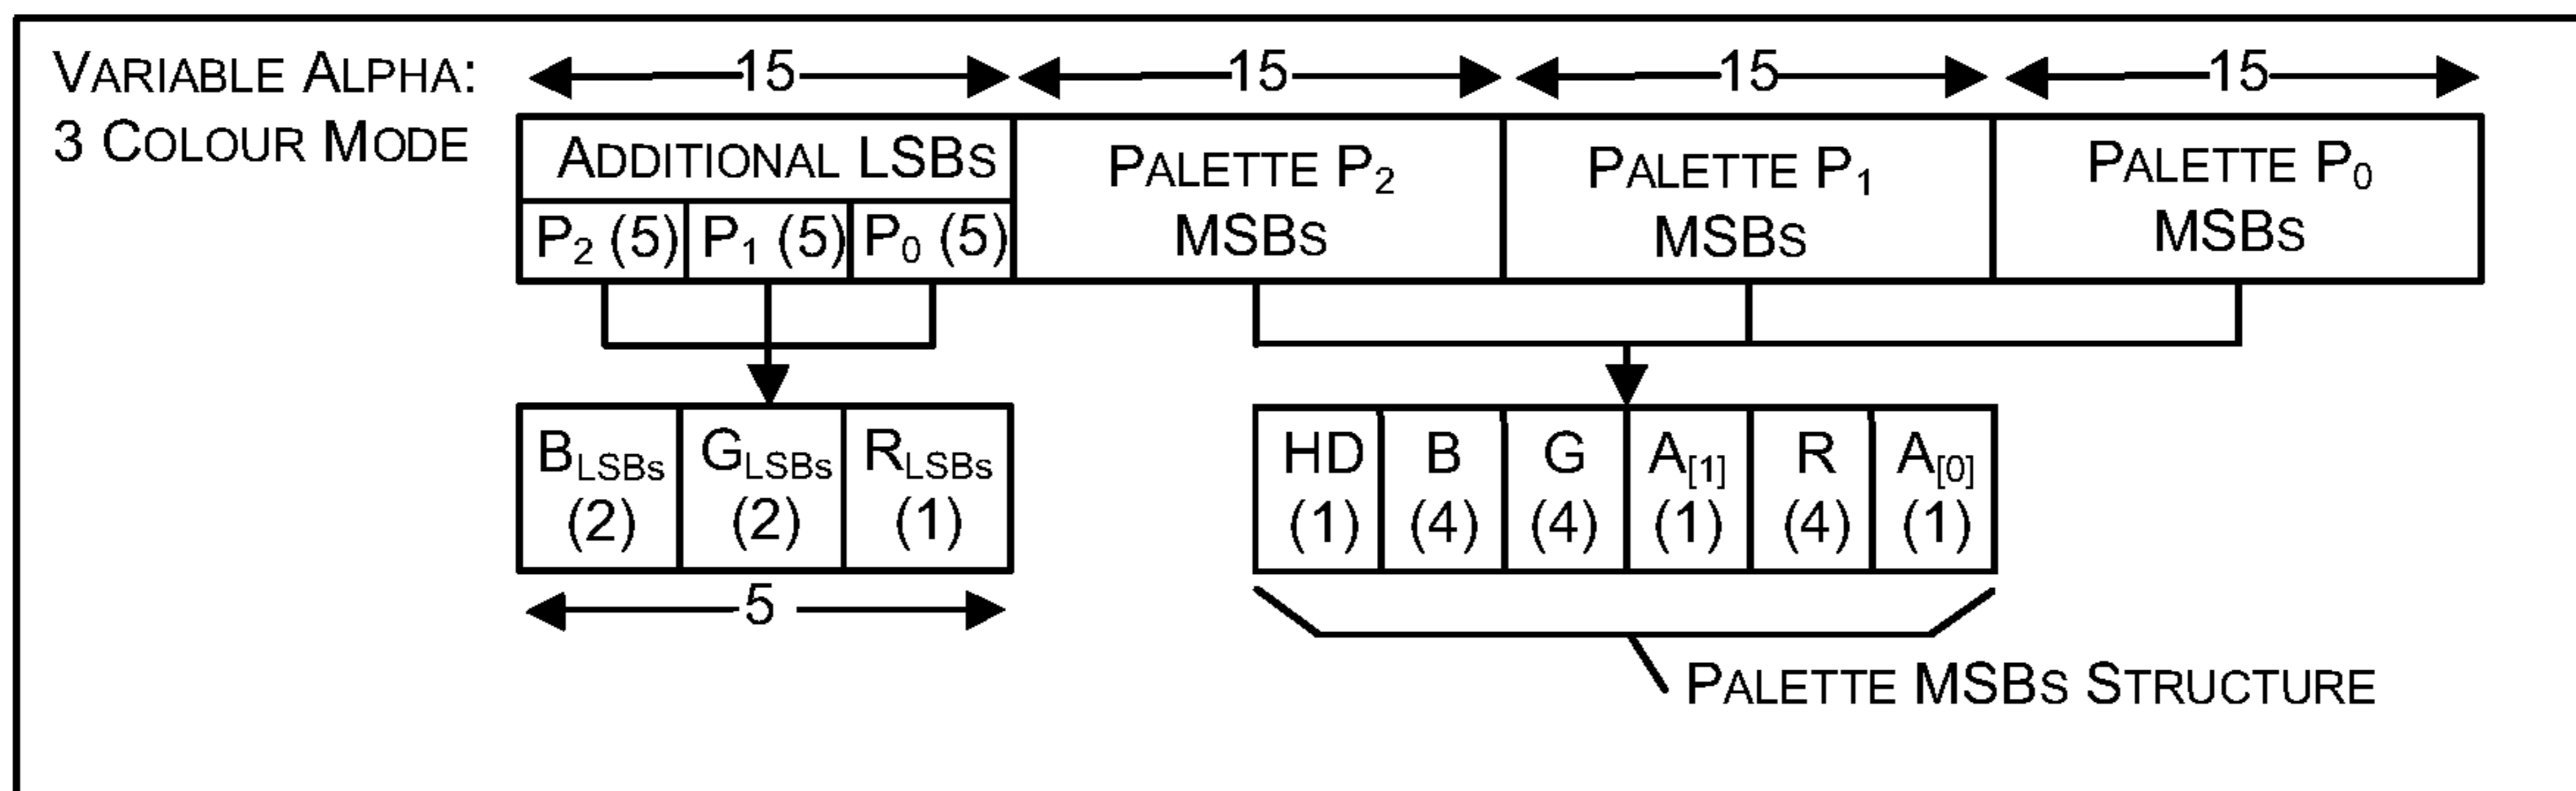 VARIABLE ALPHA:
3 COLOUR MODE
15 15 15 15
ADDITIONAL LSBs
P2 (5) P1 (5) P0 (5)
PALETTE P2
MSBs
PALETTE P1
MSBs
PALETTE P0
MSBs
BLSBs
(2)
GLSBs
(2)
RLSBs
(1)
5
HD
(1)
B
(4)
G
(4)
A[1]
(1)
R
(4)
A[0]
(1)
PALETTE MSBs STRUCTURE